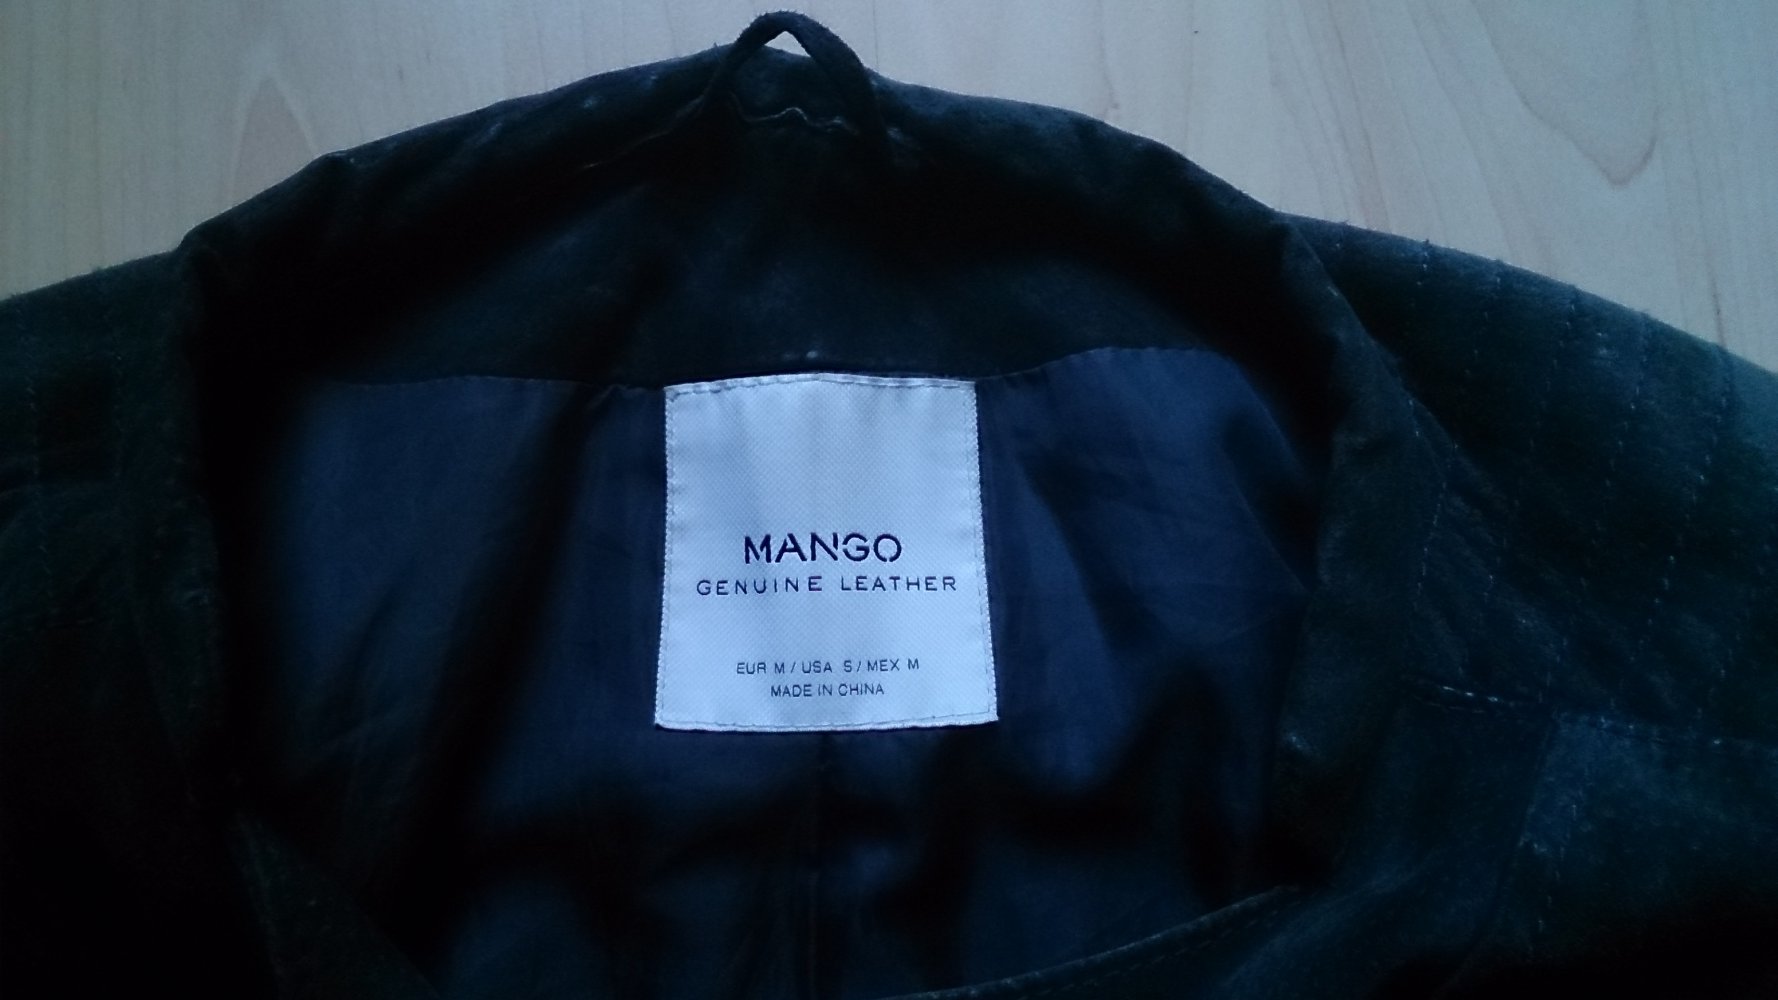 MANGO
GENUINE LEATHER
EUR M / USA S / MEX M
MADE IN CHINA